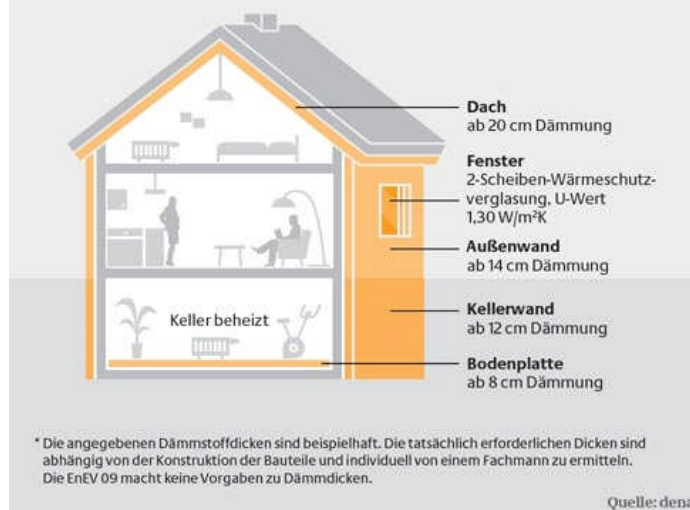 Dach
ab 20 cm Dämmung
Fenster
2-Scheiben-Wärmeschutz-
verglasung, U-Wert
1,30 W/m²K
Außenwand
ab 14 cm Dämmung
Keller beheizt
Kellerwand
ab 12 cm Dämmung
Bodenplatte
ab 8 cm Dämmung
* Die angegebenen Dämmstoffdicken sind beispielhaft. Die tatsächlich erforderlichen Dicken sind
abhängig von der Konstruktion der Bauteile und individuell von einem Fachmann zu ermitteln.
Die EnEV 09 macht keine Vorgaben zu Dämmdicken.
Quelle: dena